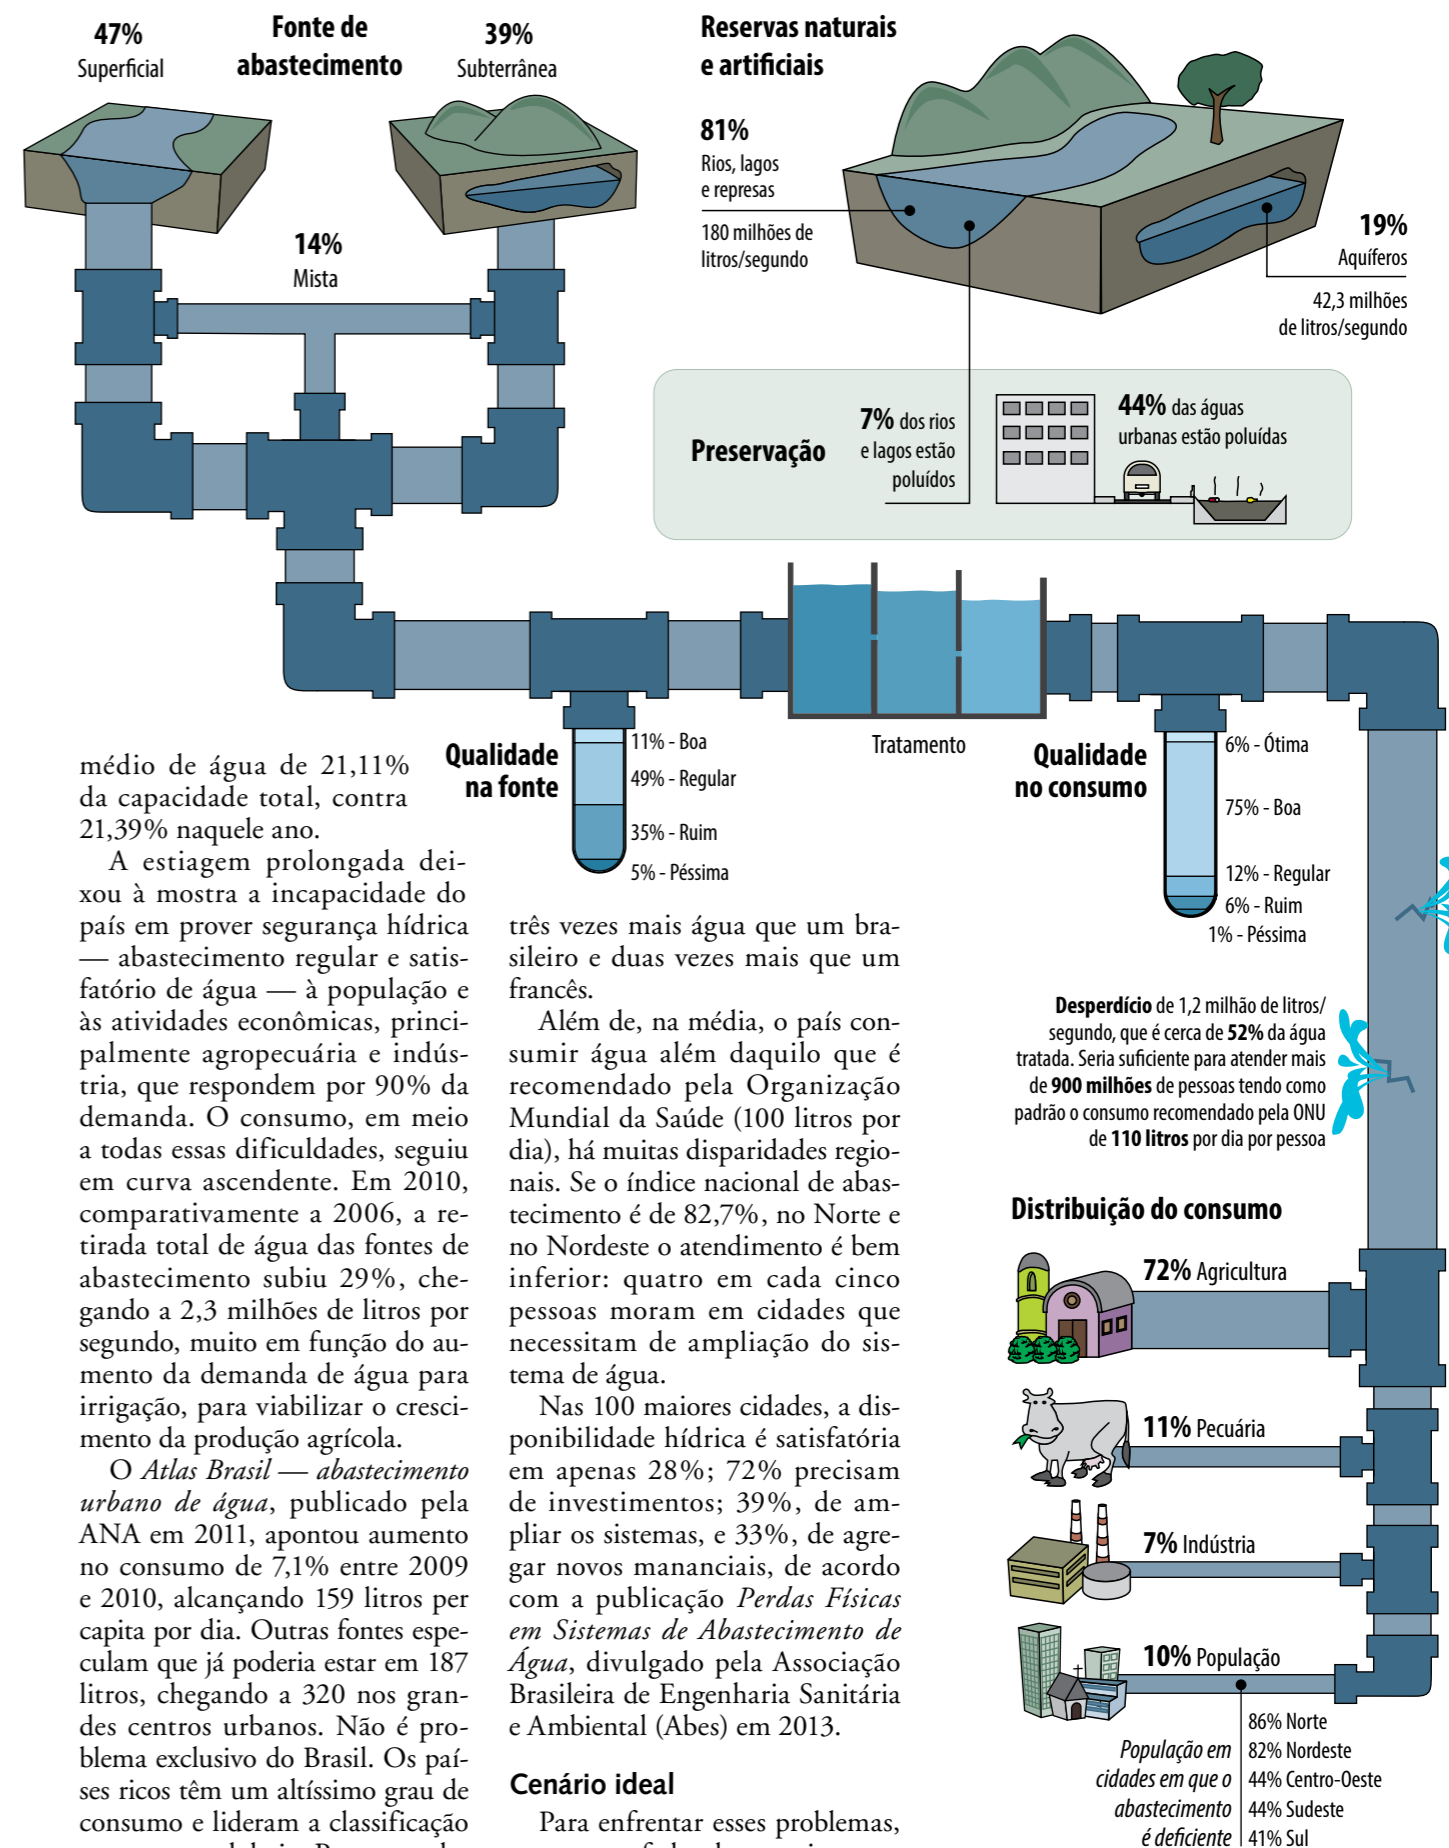 47%
Superficial
Fonte de
abastecimento
39%
Subterrânea
14%
Mista
Reservas naturais
e artificiais
81%
Rios, lagos
e represas
180 milhões de
litros/segundo
19%
Aquíferos
42,3 milhões
de litros/segundo
Preservação
7% dos rios
e lagos estão
poluídos
44% das águas
urbanas estão poluídas
Qualidade
na fonte
11% - Boa
49% - Regular
35% - Ruim
5% - Péssima
Tratamento
Qualidade
no consumo
6% - Ótima
75% - Boa
12% - Regular
6% - Ruim
1% - Péssima
Desperdício de 1,2 milhão de litros/
segundo, que é cerca de 52% da água
tratada. Seria suficiente para atender mais
de 900 milhões de pessoas tendo como
padrão o consumo recomendado pela ONU
de 110 litros por dia por pessoa
Distribuição do consumo
72% Agricultura
11% Pecuária
7% Indústria
10% População
População em
cidades em que o
abastecimento
é deficiente
86% Norte
82% Nordeste
44% Centro-Oeste
44% Sudeste
41% Sul
médio de água de 21,11%
da capacidade total, contra
21,39% naquele ano.
A estiagem prolongada dei-
xou à mostra a incapacidade do
país em prover segurança hídrica
— abastecimento regular e satis-
fatório de água — à população e
às atividades econômicas, princi-
palmente agropecuária e indús-
tria, que respondem por 90% da
demanda. O consumo, em meio
a todas essas dificuldades, seguiu
em curva ascendente. Em 2010,
comparativamente a 2006, a re-
tirada total de água das fontes de
abastecimento subiu 29%, che-
gando a 2,3 milhões de litros por
segundo, muito em função do au-
mento da demanda de água para
irrigação, para viabilizar o cresci-
mento da produção agrícola.
O Atlas Brasil — abastecimento
urbano de água, publicado pela
ANA em 2011, apontou aumento
no consumo de 7,1% entre 2009
e 2010, alcançando 159 litros per
capita por dia. Outras fontes espe-
culam que já poderia estar em 187
litros, chegando a 320 nos gran-
des centros urbanos. Não é pro-
blema exclusivo do Brasil. Os paí-
ses ricos têm um altíssimo grau de
consumo e lideram a classificação
três vezes mais água que um bra-
sileiro e duas vezes mais que um
francês.
Além de, na média, o país con-
sumir água além daquilo que é
recomendado pela Organização
Mundial da Saúde (100 litros por
dia), há muitas disparidades regio-
nais. Se o índice nacional de abas-
tecimento é de 82,7%, no Norte e
no Nordeste o atendimento é bem
inferior: quatro em cada cinco
pessoas moram em cidades que
necessitam de ampliação do sis-
tema de água.
Nas 100 maiores cidades, a dis-
ponibilidade hídrica é satisfatória
em apenas 28%; 72% precisam
de investimentos; 39%, de am-
pliar os sistemas, e 33%, de agre-
gar novos mananciais, de acordo
com a publicação Perdas Físicas
em Sistemas de Abastecimento de
Água, divulgado pela Associação
Brasileira de Engenharia Sanitária
e Ambiental (Abes) em 2013.
Cenário ideal
Para enfrentar esses problemas,